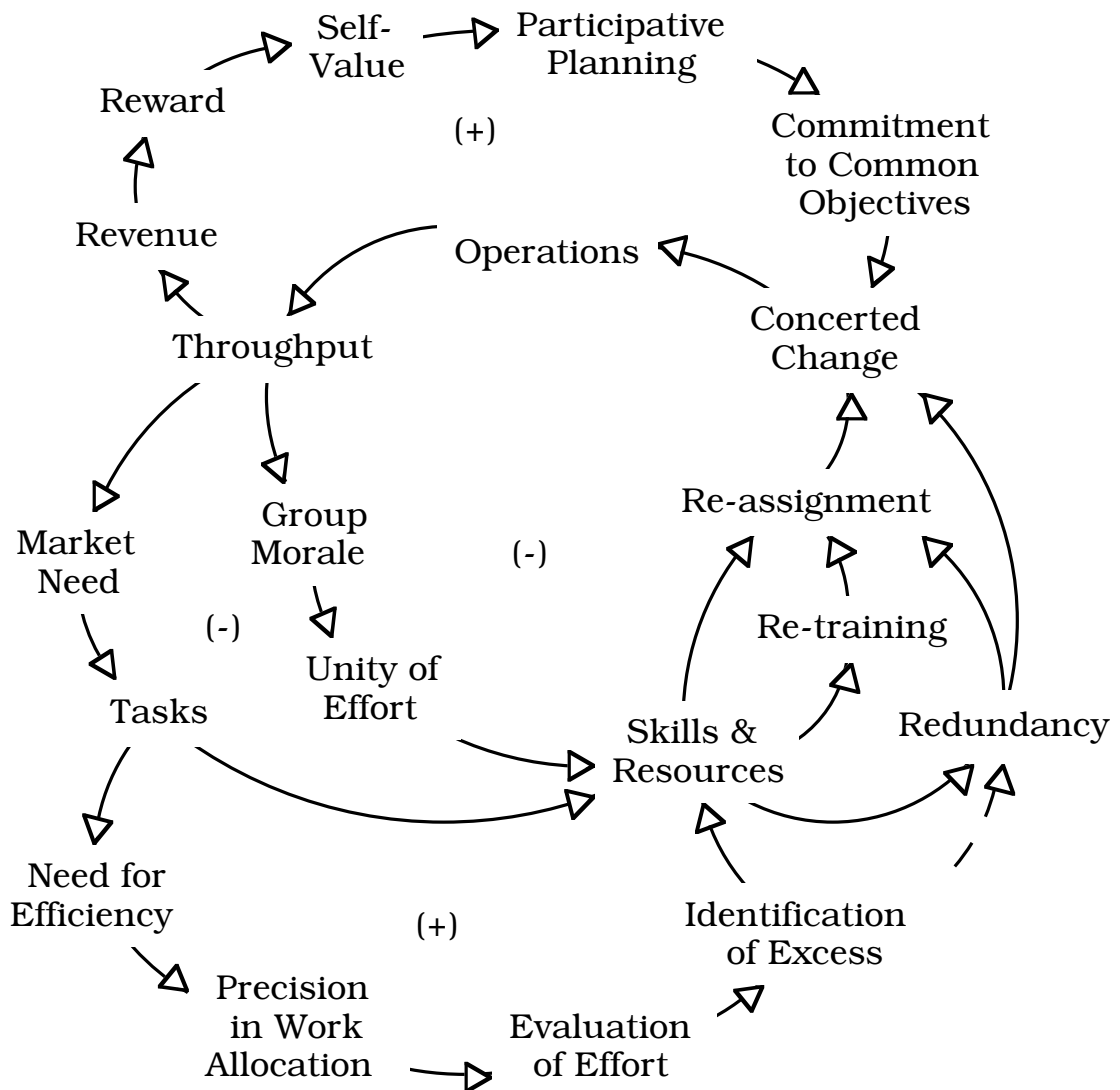 Self-
Value
Participative
Planning
Reward
(+)
Commitment
to Common
Objectives
Revenue
Operations
Concerted
Change
Throughput
Re-assignment
Group
Morale
Market
Need
(-)
(-)
Re-training
Unity of
Effort
Tasks
Skills &
Resources
Redundancy
Need for
Efficiency
(+)
Identification
of Excess
Precision
in Work
Allocation
Evaluation
of Effort